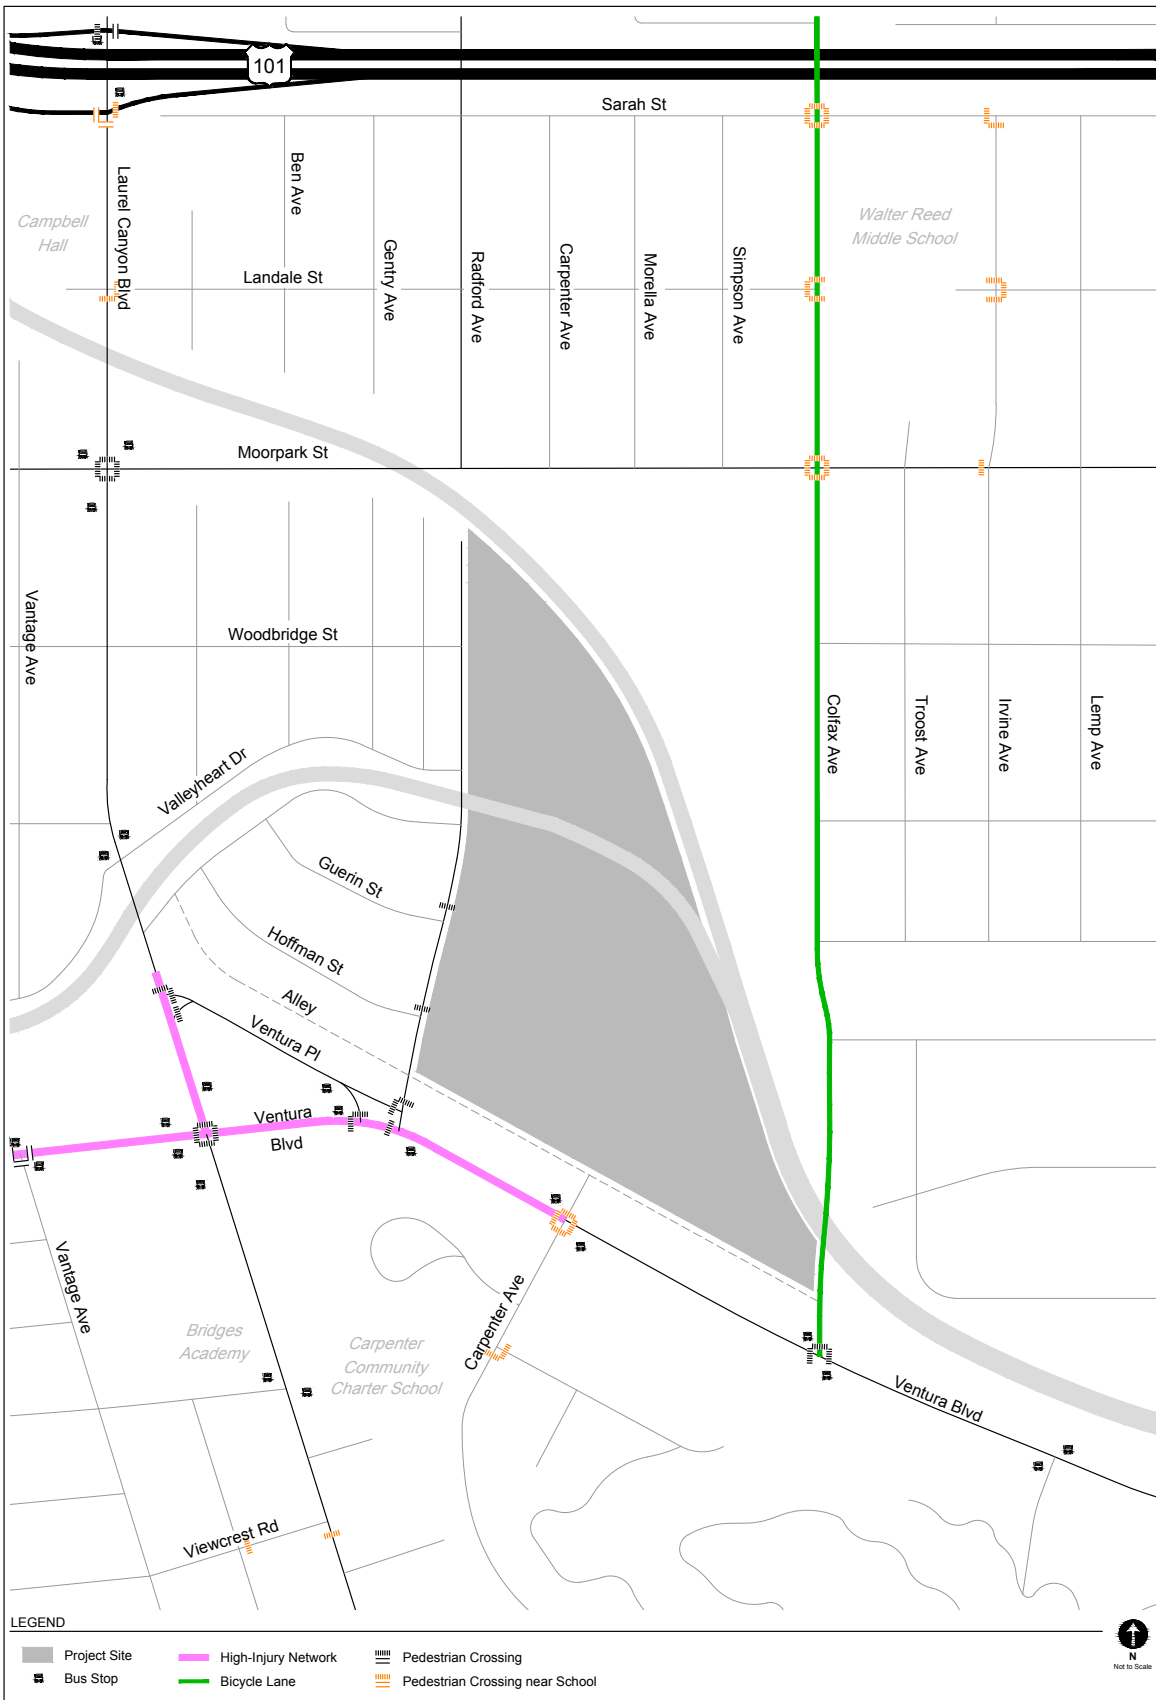 101
Sarah St
Ben Ave
Laurel Canyon Blvd
Campbell
Hall
Walter Reed
Middle School
Landale St
Gentry Ave
Radford Ave
Carpenter Ave
Morella Ave
Simpson Ave
Moorpark St
Vantage Ave
Woodbridge St
Colfax Ave
Troost Ave
Irvine Ave
Lemp Ave
Valleyheart Dr
Guerin St
Hoffman St
Alley
Ventura Pl
Ventura
Blvd
Vantage Ave
Carpenter Ave
Bridges
Academy
Carpenter
Community
Charter School
Ventura Blvd
Viewcrest Rd
LEGEND
Project Site
High-Injury Network
Pedestrian Crossing
Bus Stop
Bicycle Lane
Pedestrian Crossing near School
N
Not to Scale